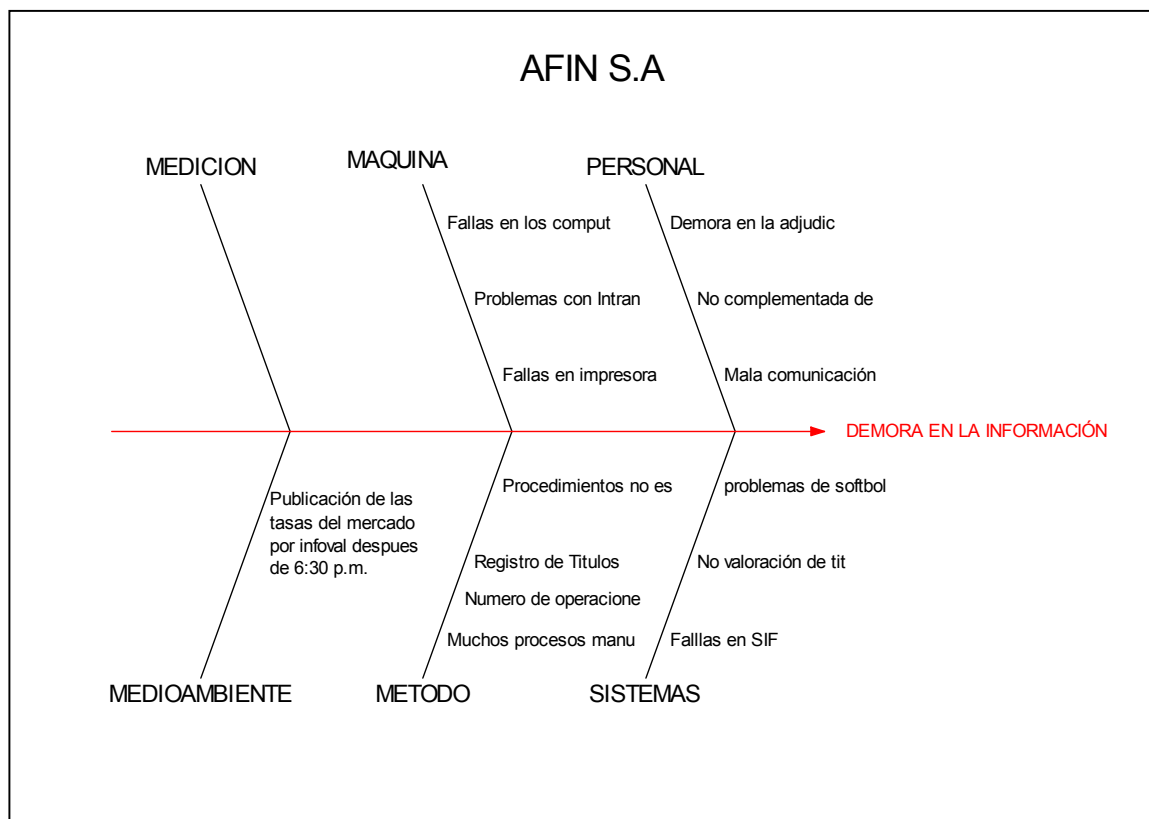 AFIN S.A
MEDICION
MAQUINA
PERSONAL
Fallas en los comput
Demora en la adjudic
Problemas con Intran
No complementada de
Fallas en impresora
Mala comunicación
DEMORA EN LA INFORMACIÓN
Procedimientos no es
problemas de softbol
Publicación de las
tasas del mercado
por infoval despues
de 6:30 p.m.
Registro de Titulos
No valoración de tit
Numero de operacione
Muchos procesos manu
Falllas en SIF
MEDIOAMBIENTE
METODO
SISTEMAS